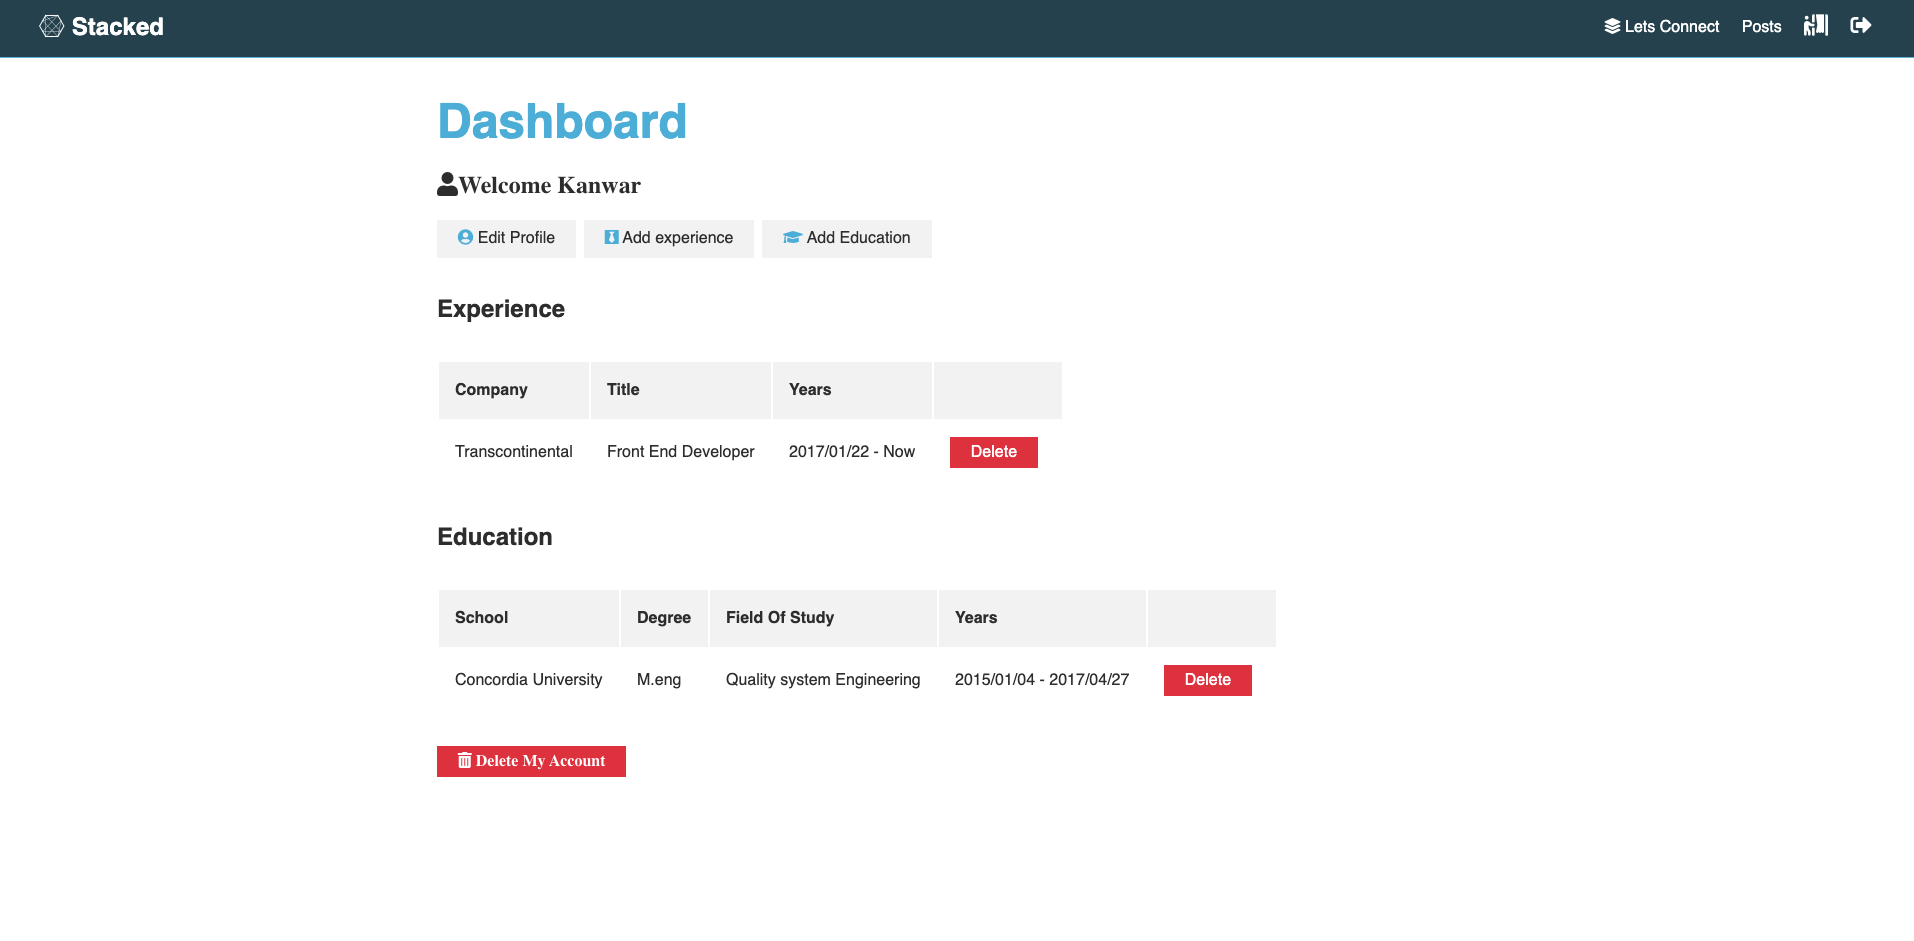 Stacked Lets Connect Posts
Dashboard
Welcome Kanwar
Edit Profile Add experience Add Education
Experience
Company Title Years
Transcontinental Front End Developer 2017/01/22 - Now Delete
Education
School Degree Field Of Study Years
Concordia University M.eng Quality system Engineering 2015/01/04 - 2017/04/27 Delete
Delete My Account